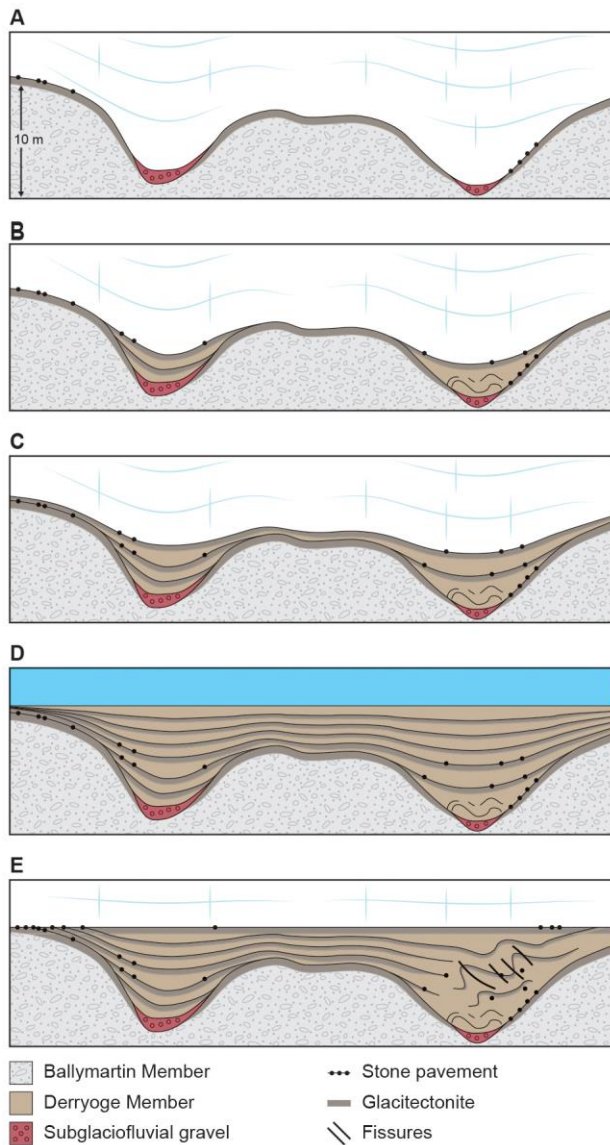 A
10 m
B
C
D
E
Ballymartin Member
Stone pavement
Derryoge Member
Glacitectonite
Subglaciofluvial gravel
Fissures